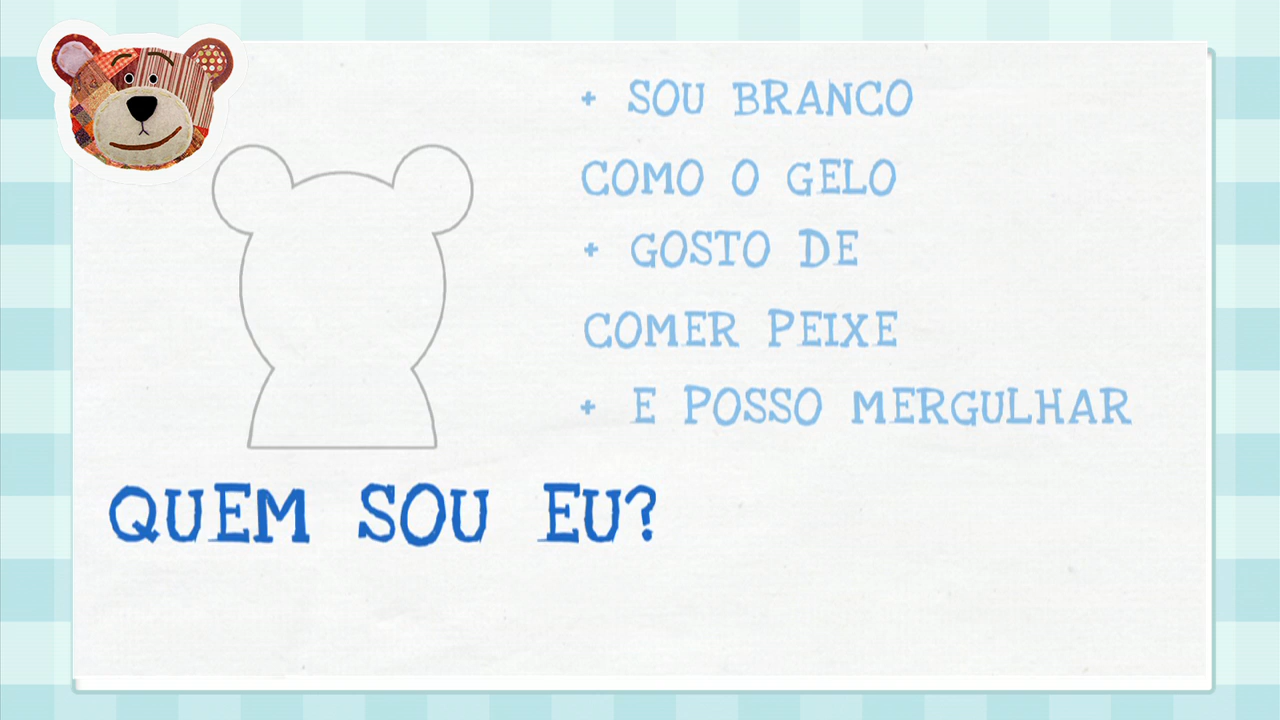 + SOU BRANCO
COMO O GELO
+ GOSTO DE
COMER PEIXE
+ E POSSO MERGULHAR
QUEM SOU EU?